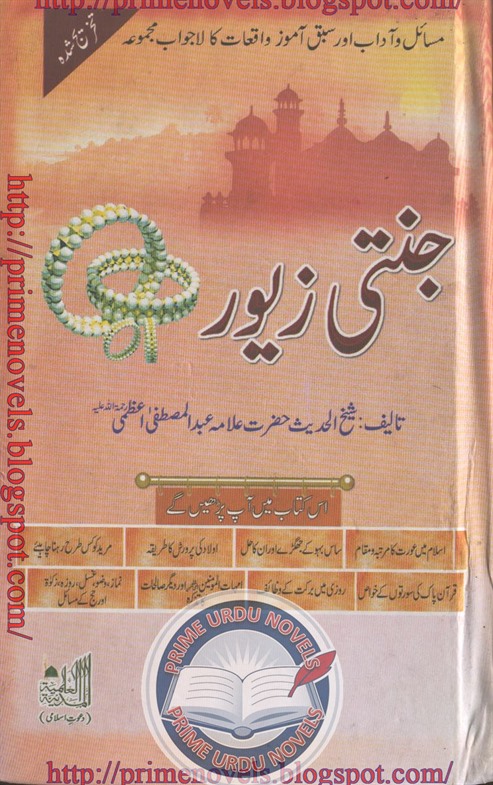 http://primenovels.blogspot.com/
تخریج شدہ
مسائل و آداب اور سبق آموز واقعات کا لاجواب مجموعہ
http://primenovels.blogspot.com/
جنتی زیور
تالیف: شیخ الحدیث حضرت علامہ عبدالمصطفیٰ اعظمی رحمۃ اللہ علیہ
اس کتاب میں آپ پڑھیں گے
اسلام میں عورت کا مرتبہ و مقام
ساس بہو کے جھگڑے اور ان کا حل
اولاد کی پرورش کا طریقہ
مرید کو کس طرح رہنا چاہئے
قرآن پاک کی سورتوں کے خواص
روزی میں برکت کے وظائف
امہات المؤمنین اور دیگر صالحات
نماز، وضو، غسل، روزہ، زکوٰۃ
اور حج کے مسائل
المدینۃ العلمیۃ
(دعوتِ اسلامی)
PRIME URDU NOVELS
PRIME URDU NOVELS
http://primenovels.blogspot.com/